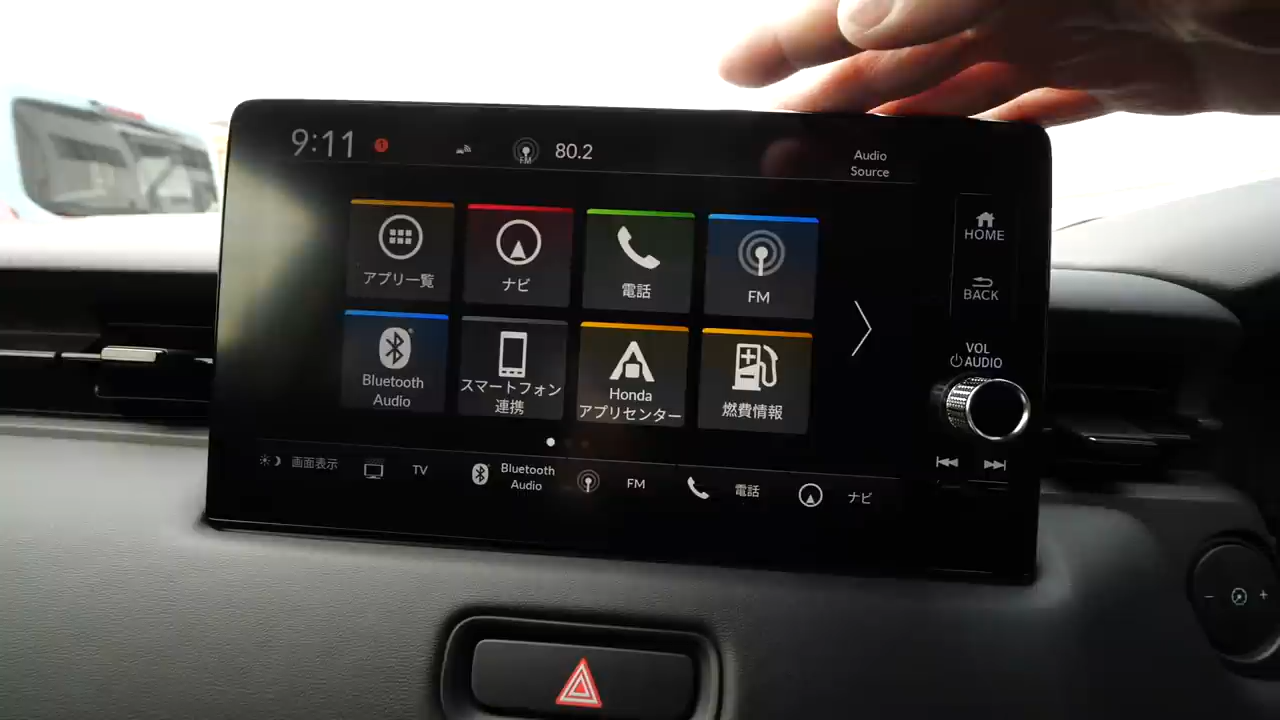 9:11
FM
80.2
Audio
Source
アプリ一覧
ナビ
電話
FM
Bluetooth
Audio
スマートフォン
連携
Honda
アプリセンター
燃費情報
画面表示
TV
Bluetooth
Audio
FM
電話
ナビ
HOME
BACK
VOL
AUDIO
- +